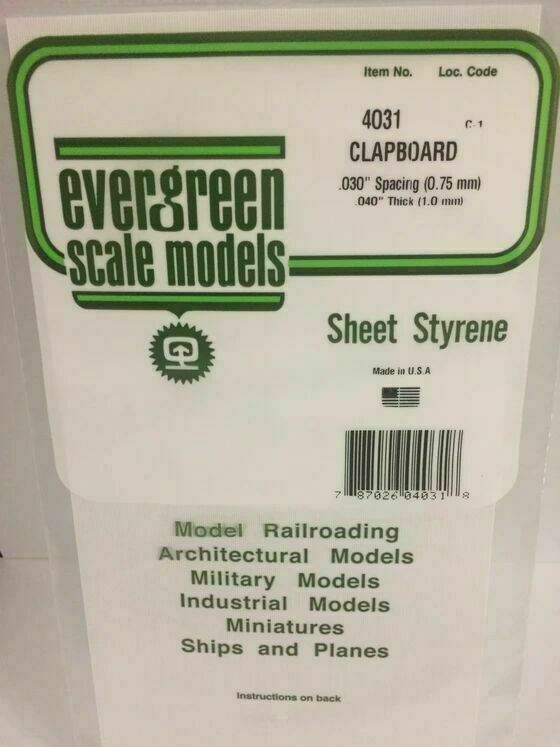 Item No. Loc. Code
4031 C-1
CLAPBOARD
.030" Spacing (0.75 mm)
.040" Thick (1.0 mm)
evergreen
scale models
Sheet Styrene
Made in U.S.A
7 87026 04031 8
Model Railroading
Architectural Models
Military Models
Industrial Models
Miniatures
Ships and Planes
Instructions on back